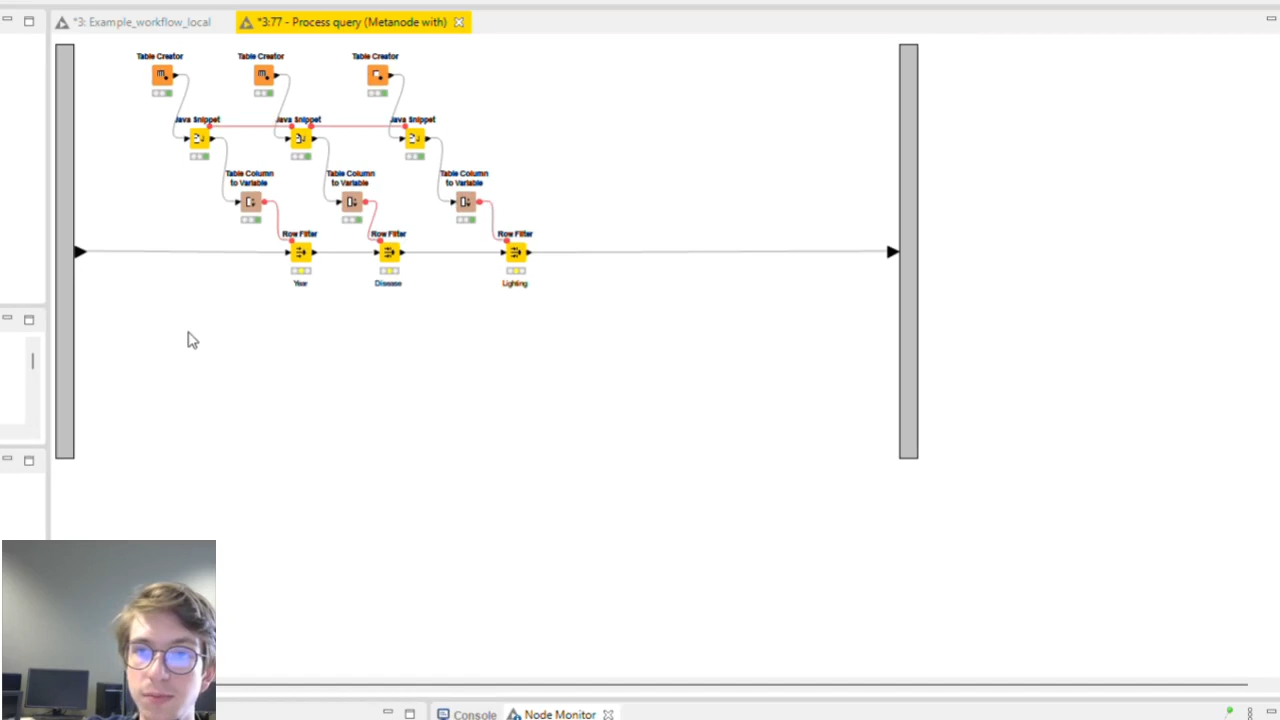 *3: Example_workflow_local
*3:77 - Process query (Metanode with)
Table Creator
Table Creator
Table Creator
Java Snippet
Java Snippet
Java Snippet
Table Column
to Variable
Table Column
to Variable
Table Column
to Variable
Row Filter
Row Filter
Row Filter
Year
Disease
Lighting
Console
Node Monitor